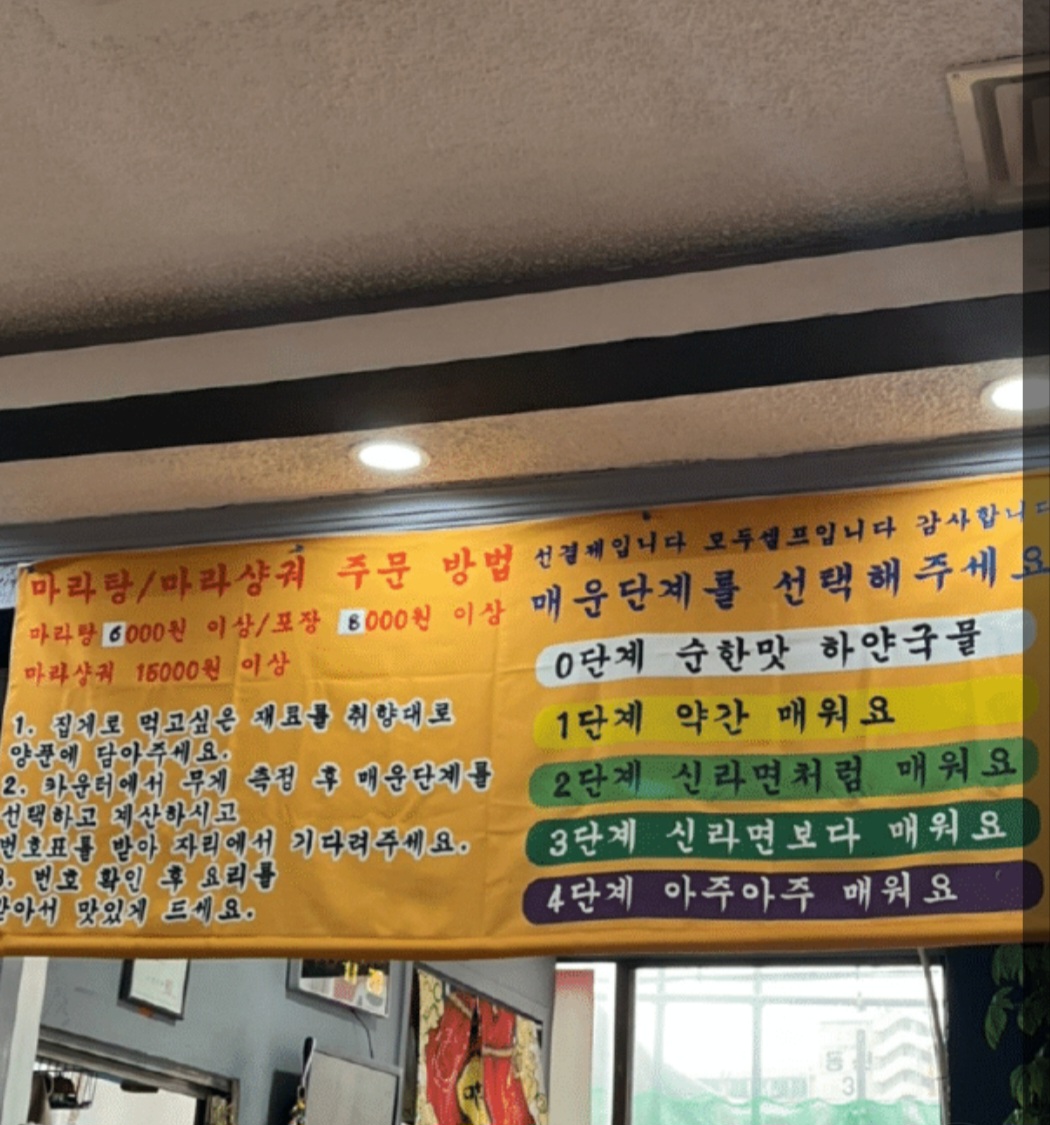 마라탕/마라샹궈 주문 방법
마라탕 6000원 이상/포장 8000원 이상
마라샹궈 15000원 이상
1. 집게로 먹고싶은 재료를 취향대로
양푼에 담아주세요.
2. 카운터에서 무게 측정 후 매운단계를
선택하고 계산하시고
번호표를 받아 자리에서 기다려주세요.
3. 번호 확인 후 요리를
받아서 맛있게 드세요.
선결제입니다 모두셀프입니다 감사합니다
매운단계를 선택해주세요
0단계 순한맛 하얀국물
1단계 약간 매워요
2단계 신라면처럼 매워요
3단계 신라면보다 매워요
4단계 아주아주 매워요